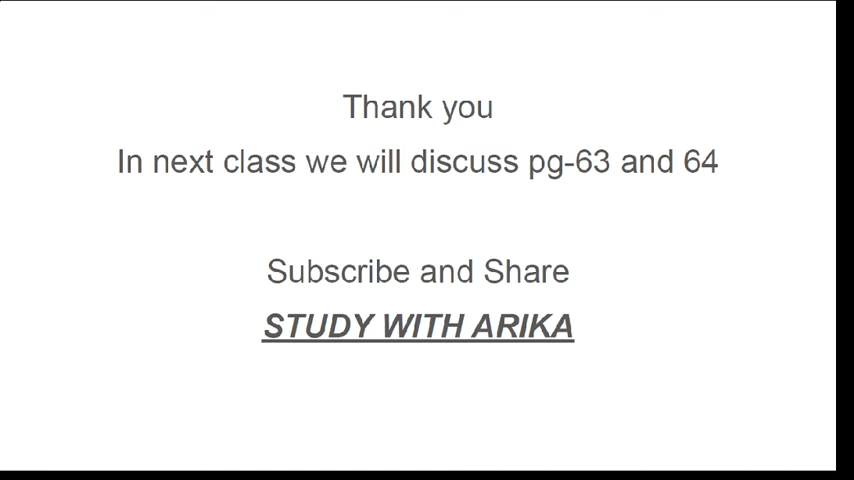 Thank you
In next class we will discuss pg-63 and 64
Subscribe and Share
STUDY WITH ARIKA